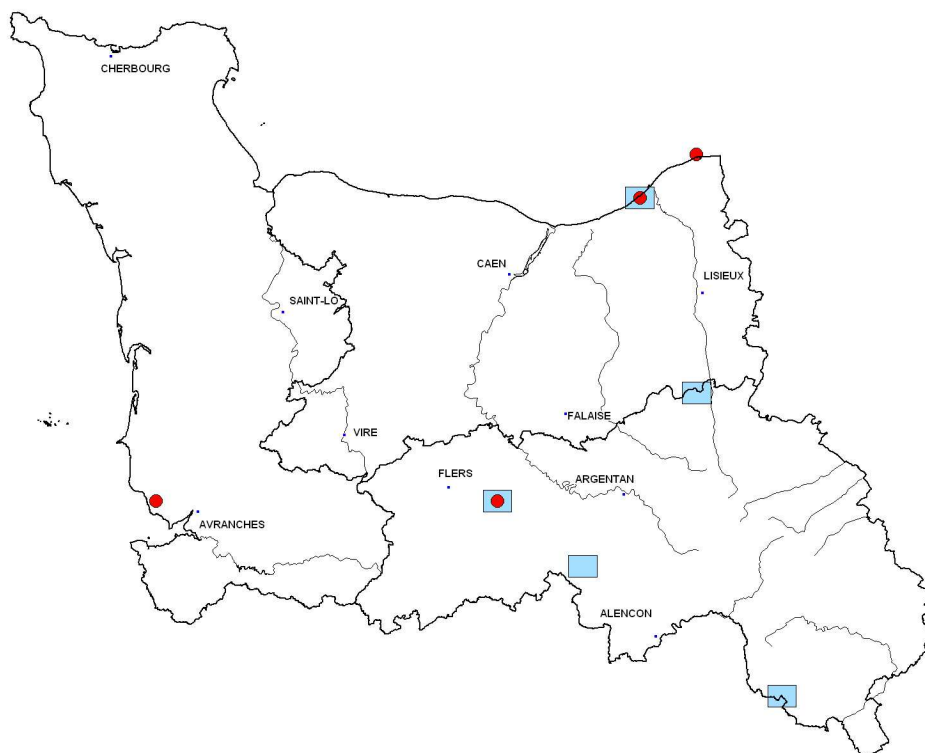 CHERBOURG
CAEN
LISIEUX
SAINT-LO
FALAISE
VIRE
FLERS
ARGENTAN
AVRANCHES
ALENCON